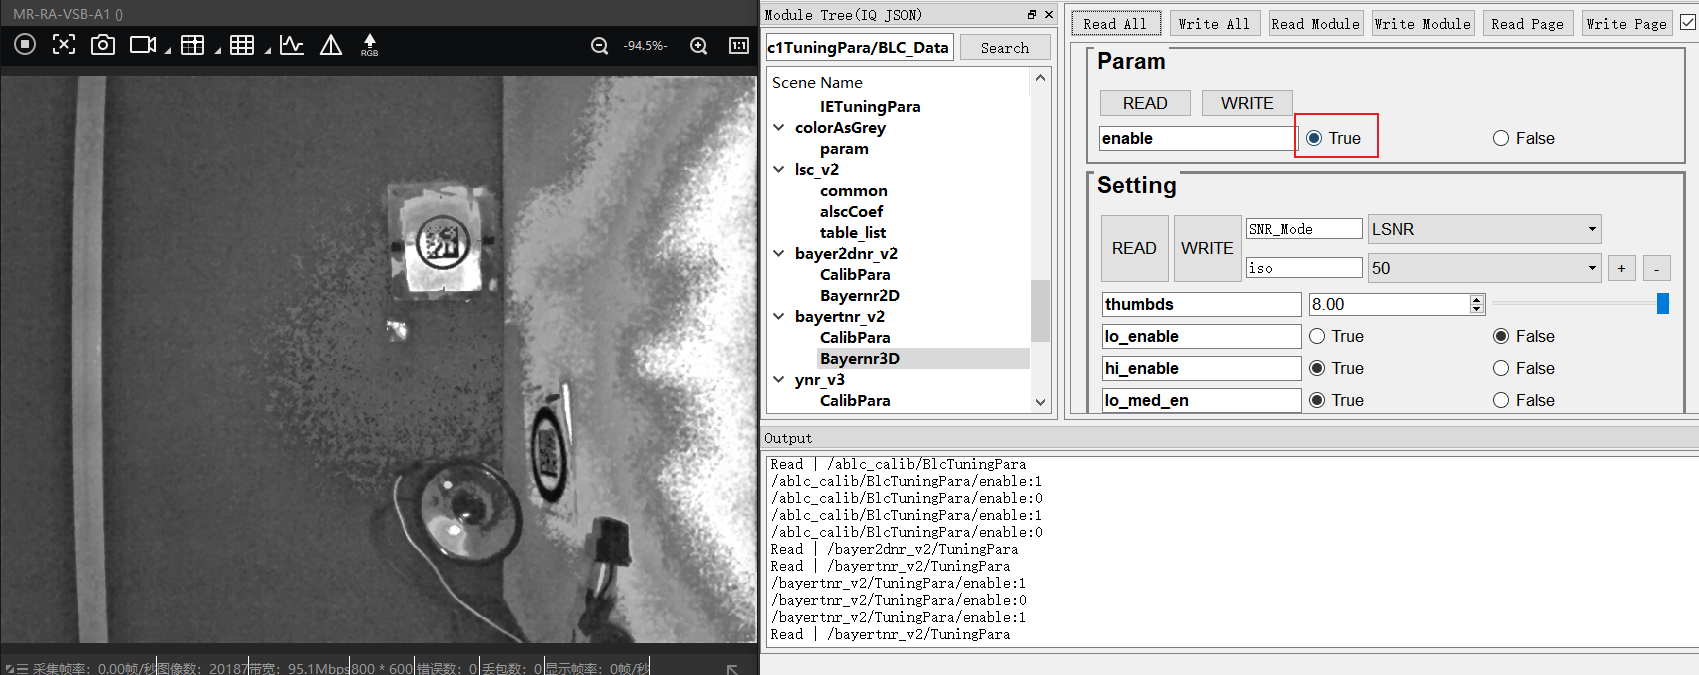 MR-RA-VSB-A1 ()
RGB
-94.5%-
1:1
采集帧率: 0.00帧/秒 图像数: 20187 带宽: 95.1Mbps 800 * 600 错误数: 0 丢包数: 0 显示帧率: 0帧/秒
Module Tree(IQ JSON)
c1TuningPara/BLC_Data
Search
Scene Name
IETuningPara
colorAsGrey
param
lsc_v2
common
alscCoef
table_list
bayer2dnr_v2
CalibPara
Bayernr2D
bayertnr_v2
CalibPara
Bayernr3D
ynr_v3
CalibPara
Read All
Write All
Read Module
Write Module
Read Page
Write Page
Param
READ
WRITE
enable
True
False
Setting
READ
WRITE
SNR_Mode
LSNR
iso
50
+
-
thumbds
8.00
lo_enable
True
False
hi_enable
True
False
lo_med_en
True
False
Output
Read | /ablc_calib/BlcTuningPara
/ablc_calib/BlcTuningPara/enable:1
/ablc_calib/BlcTuningPara/enable:0
/ablc_calib/BlcTuningPara/enable:1
/ablc_calib/BlcTuningPara/enable:0
Read | /bayer2dnr_v2/TuningPara
Read | /bayertnr_v2/TuningPara
/bayertnr_v2/TuningPara/enable:1
/bayertnr_v2/TuningPara/enable:0
/bayertnr_v2/TuningPara/enable:1
Read | /bayertnr_v2/TuningPara